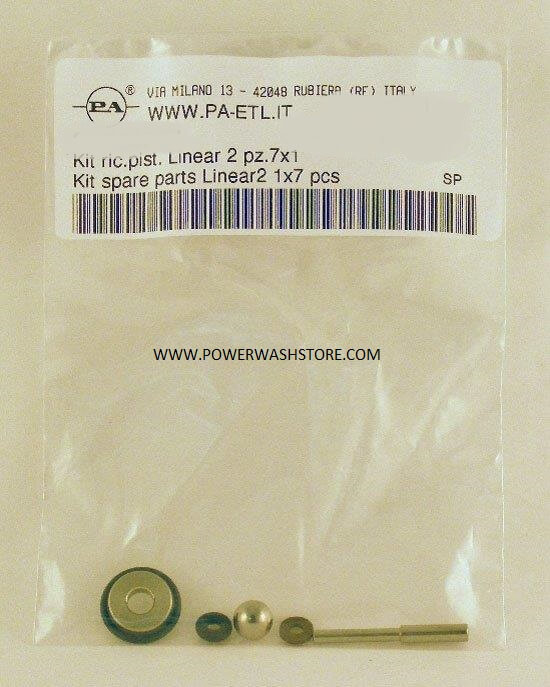 PA ® VIA MILANO 13 - 42048 RUBIERA (RE) ITALY
WWW.PA-ETL.IT
Kit ric.pist. Linear 2 pz.7x1
Kit spare parts Linear2 1x7 pcs SP
WWW.POWERWASHSTORE.COM